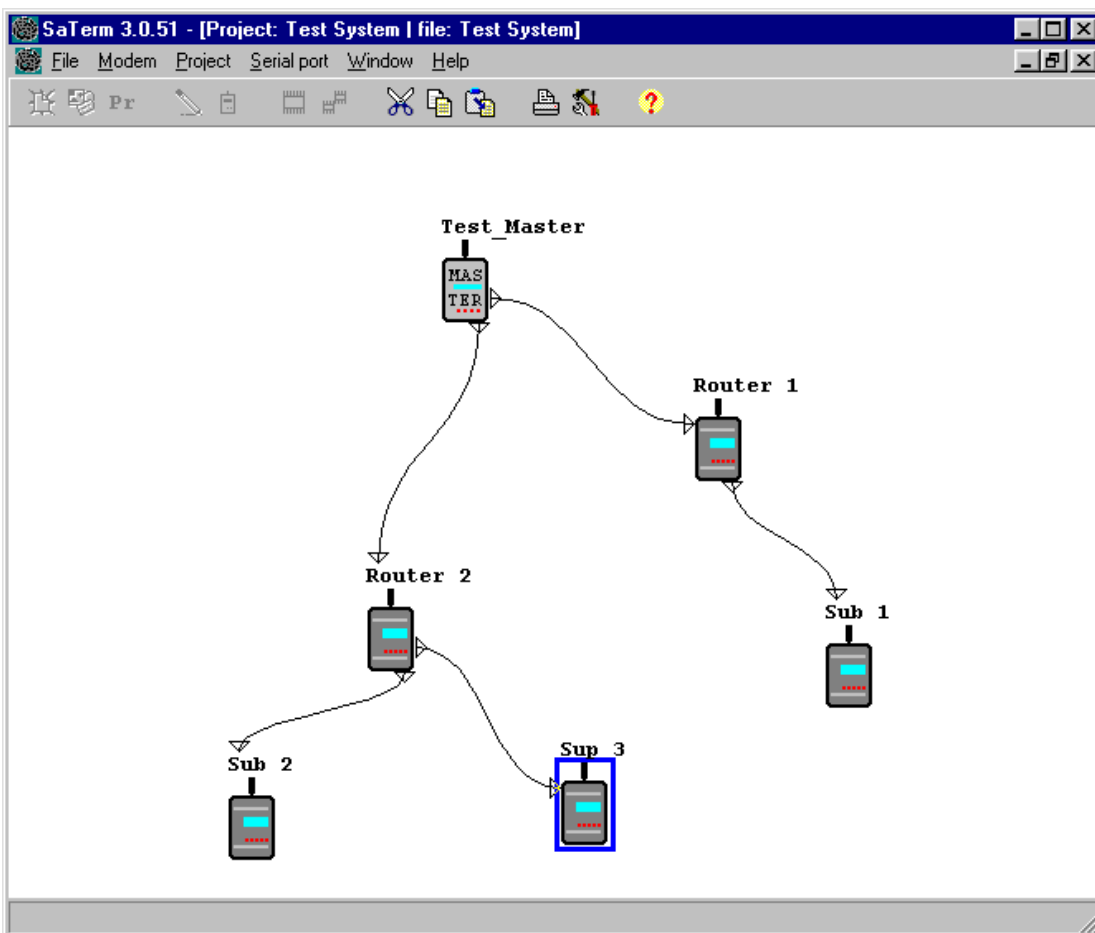 SaTerm 3.0.51 - [Project: Test System | file: Test System]
File Modem Project Serial port Window Help
Pr ?
Test_Master
MAS
TER
Router 1
Router 2
Sub 1
Sup 3
Sub 2